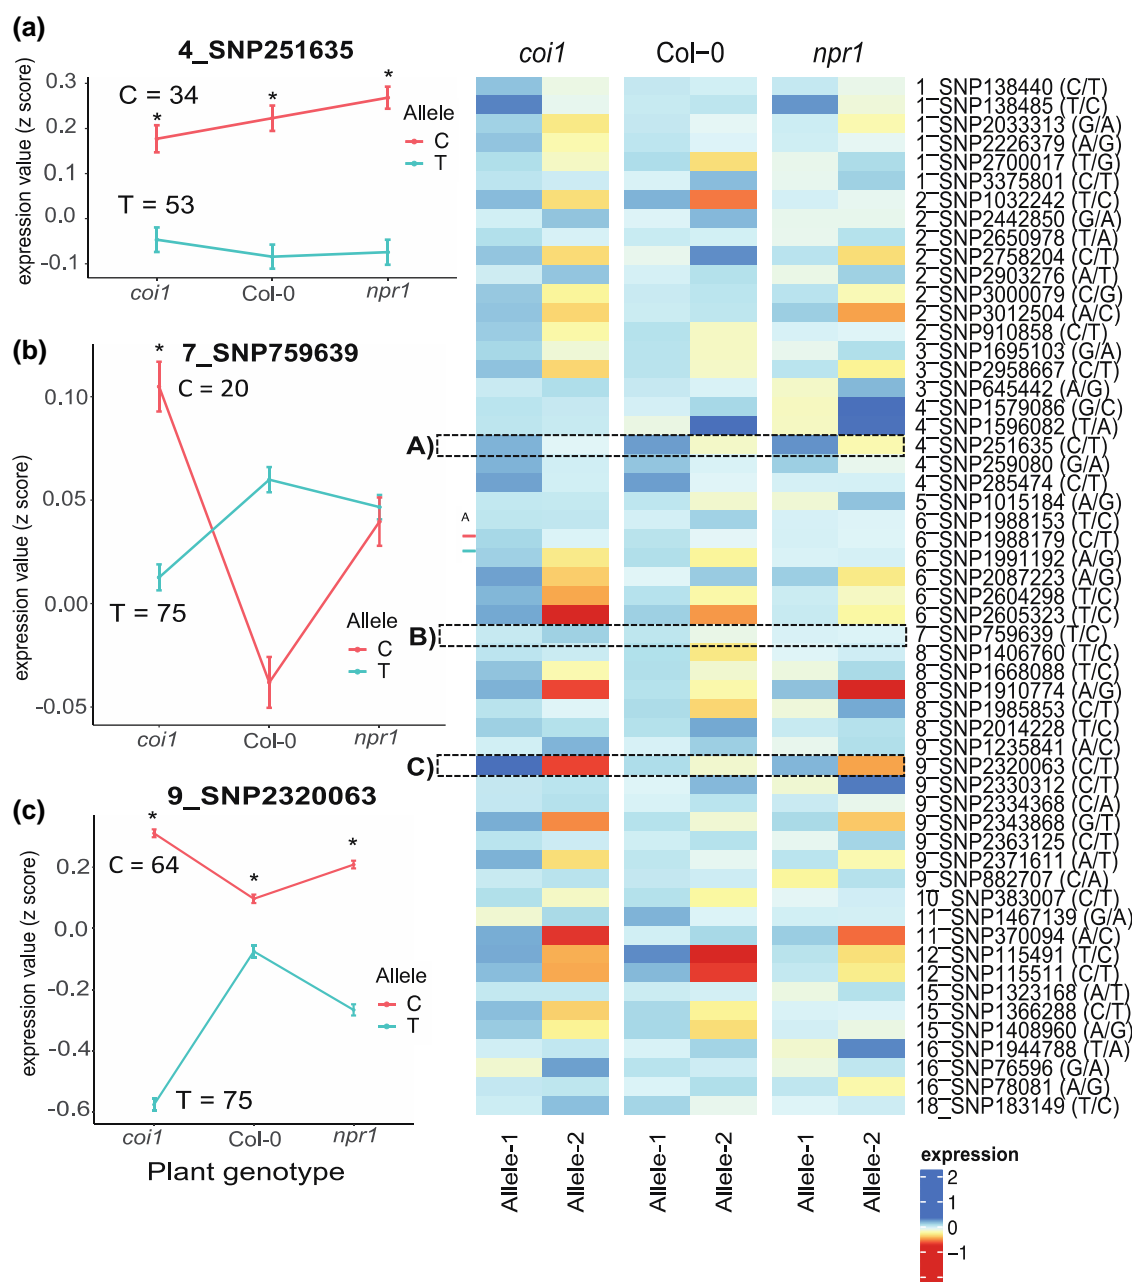 (a)
4_SNP251635
expression value (z score)
0.3
0.2
0.1
0.0
-0.1
C = 34
T = 53
*
*
*
Allele
C
T
coi1
Col-0
npr1
(b)
7_SNP759639
expression value (z score)
0.10
0.05
0.00
-0.05
*
C = 20
T = 75
Allele
C
T
coi1
Col-0
npr1
(c)
9_SNP2320063
expression value (z score)
0.2
0.0
-0.2
-0.4
-0.6
*
*
*
C = 64
T = 75
Allele
C
T
coi1
Col-0
npr1
Plant genotype
A
coi1
Col-0
npr1
A)
B)
C)
1_SNP138440 (C/T)
1_SNP138485 (T/C)
1_SNP2033313 (G/A)
1_SNP2226379 (A/G)
1_SNP2700017 (T/G)
1_SNP3375801 (C/T)
2_SNP1032242 (T/C)
2_SNP2442850 (G/A)
2_SNP2650978 (T/A)
2_SNP2758204 (C/T)
2_SNP2903276 (A/T)
2_SNP3000079 (C/G)
2_SNP3012504 (A/C)
2_SNP910858 (C/T)
3_SNP1695103 (G/A)
3_SNP2958667 (C/T)
3_SNP645442 (A/G)
4_SNP1579086 (G/C)
4_SNP1596082 (T/A)
4_SNP251635 (C/T)
4_SNP259080 (G/A)
4_SNP285474 (C/T)
5_SNP1015184 (A/G)
6_SNP1988153 (T/C)
6_SNP1988179 (C/T)
6_SNP1991192 (A/G)
6_SNP2087223 (A/G)
6_SNP2604298 (T/C)
6_SNP2605323 (T/C)
7_SNP759639 (T/C)
8_SNP1406760 (T/C)
8_SNP1668088 (T/C)
8_SNP1910774 (A/G)
8_SNP1985853 (C/T)
8_SNP2014228 (T/C)
9_SNP1235841 (A/C)
9_SNP2320063 (C/T)
9_SNP2330312 (C/T)
9_SNP2334368 (C/A)
9_SNP2343868 (G/T)
9_SNP2363125 (C/T)
9_SNP2371611 (A/T)
9_SNP882707 (C/A)
10_SNP383007 (C/T)
11_SNP1467139 (G/A)
11_SNP370094 (A/C)
12_SNP115491 (T/C)
12_SNP115511 (C/T)
15_SNP1323168 (A/T)
15_SNP1366288 (C/T)
15_SNP1408960 (A/G)
16_SNP1944788 (T/A)
16_SNP76596 (G/A)
16_SNP78081 (A/G)
18_SNP183149 (T/C)
Allele-1
Allele-2
Allele-1
Allele-2
Allele-1
Allele-2
expression
2
1
0
-1